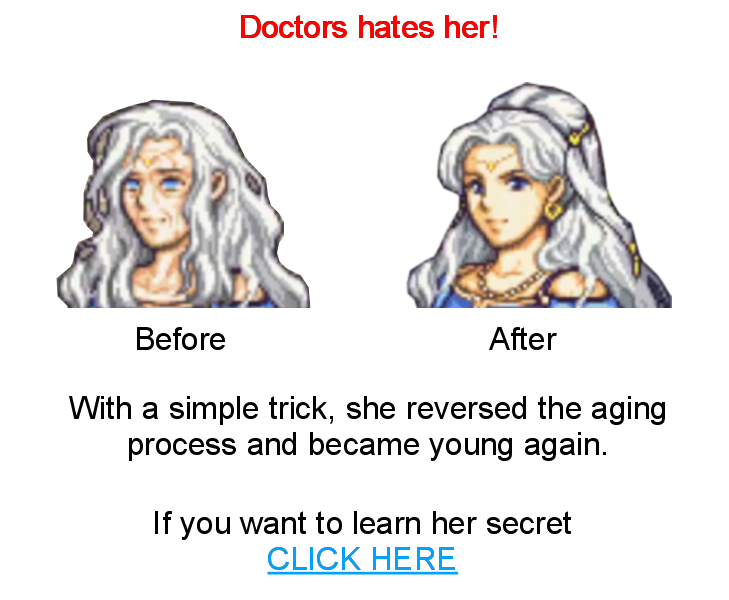 Doctors hates her!
Before
After
With a simple trick, she reversed the aging
process and became young again.
If you want to learn her secret
CLICK HERE